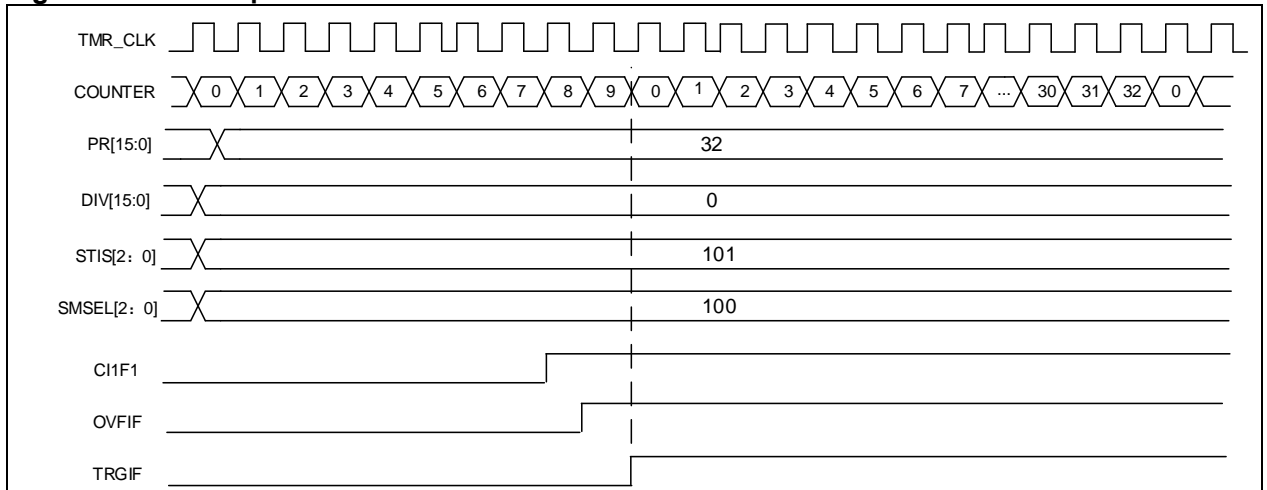 TMR_CLK
COUNTER 0 1 2 3 4 5 6 7 8 9 0 1 2 3 4 5 6 7 ... 30 31 32 0
PR[15:0] 32
DIV[15:0] 0
STIS[2：0] 101
SMSEL[2：0] 100
CI1F1
OVFIF
TRGIF